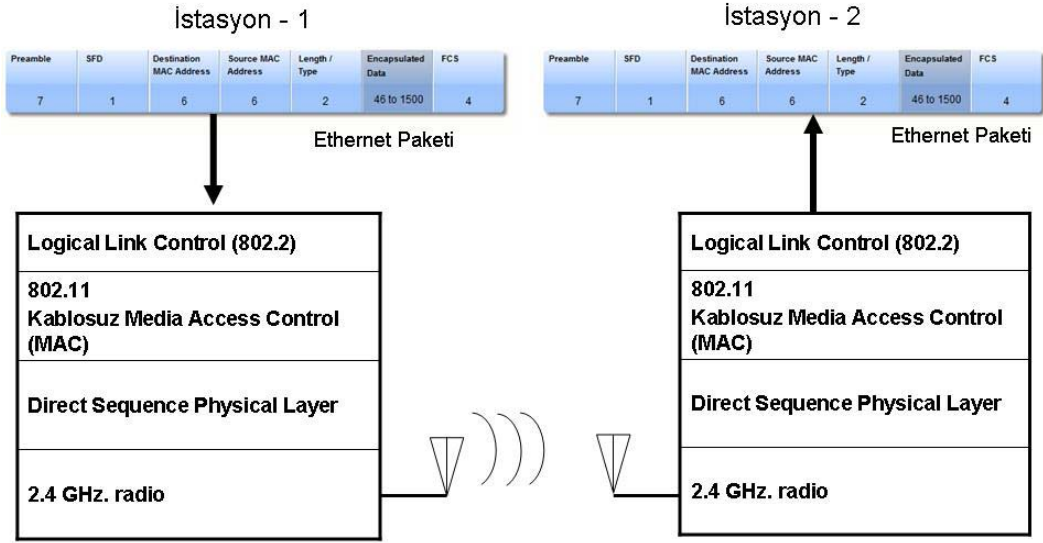 İstasyon - 1
Preamble SFD Destination MAC Address Source MAC Address Length / Type Encapsulated Data FCS
7 1 6 6 2 46 to 1500 4
Ethernet Paketi
Logical Link Control (802.2)
802.11
Kablosuz Media Access Control
(MAC)
Direct Sequence Physical Layer
2.4 GHz. radio
İstasyon - 2
Preamble SFD Destination MAC Address Source MAC Address Length / Type Encapsulated Data FCS
7 1 6 6 2 46 to 1500 4
Ethernet Paketi
Logical Link Control (802.2)
802.11
Kablosuz Media Access Control
(MAC)
Direct Sequence Physical Layer
2.4 GHz. radio